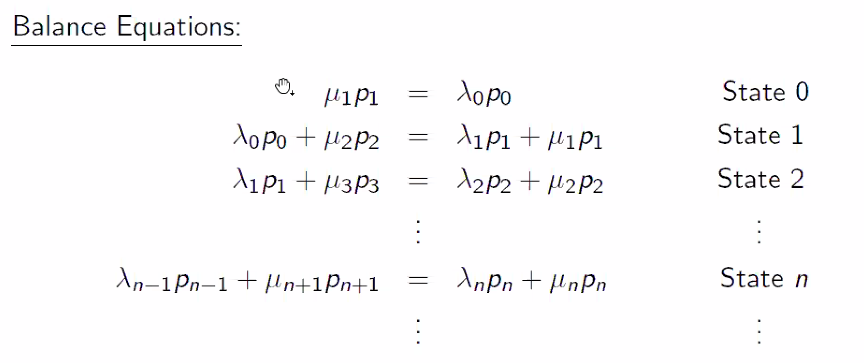 Balance Equations:
μ₁p₁ = λ₀p₀ State 0
λ₀p₀ + μ₂p₂ = λ₁p₁ + μ₁p₁ State 1
λ₁p₁ + μ₃p₃ = λ₂p₂ + μ₂p₂ State 2
⋮ ⋮
λₙ₋₁pₙ₋₁ + μₙ₊₁pₙ₊₁ = λₙpₙ + μₙpₙ State n
⋮ ⋮